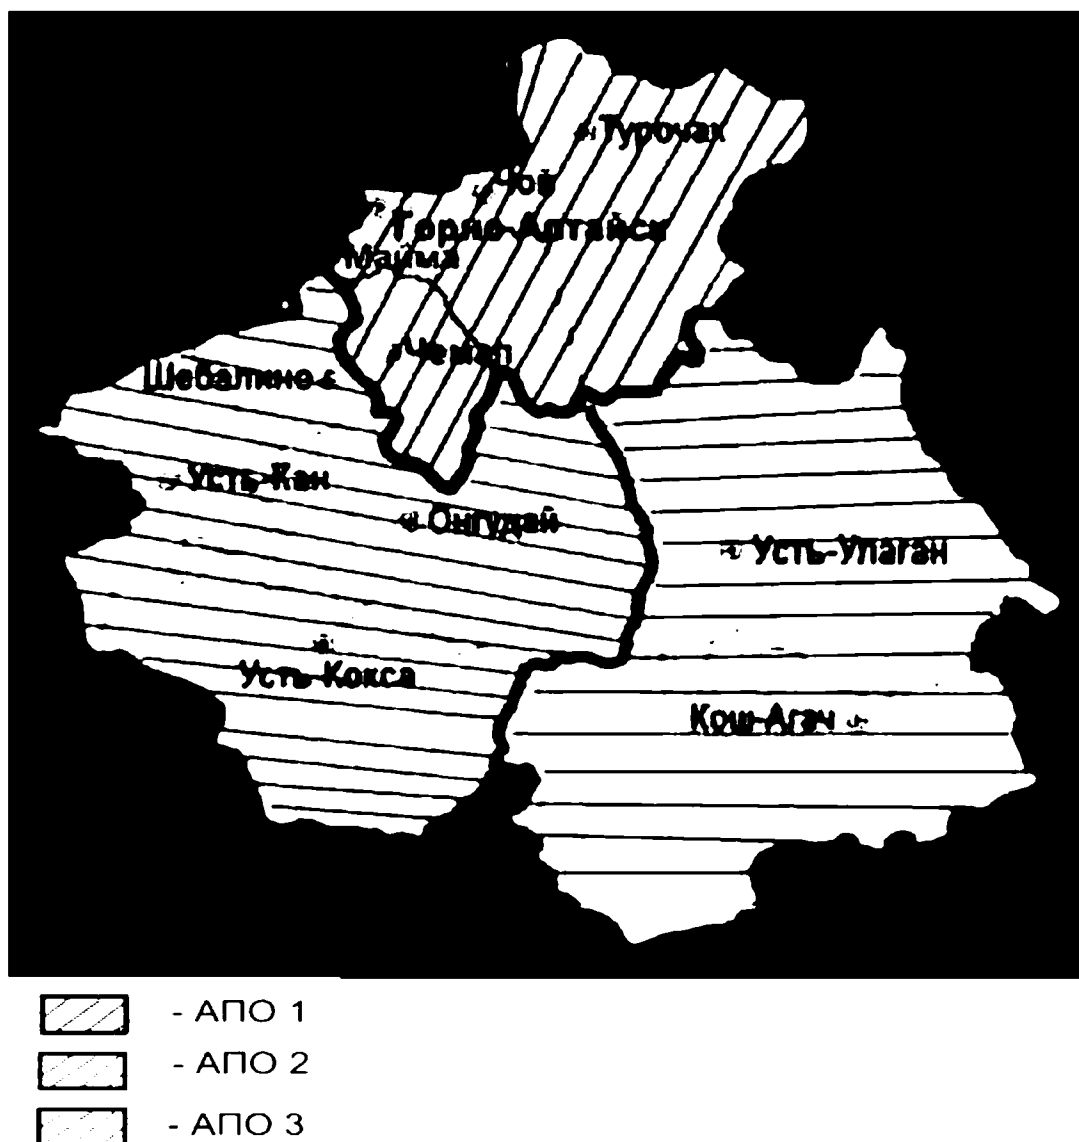 Турочак
Чоя
Горно-Алтайск
Майма
Чемал
Шебалино
Усть-Кан
Онгудай
Усть-Улаган
Усть-Кокса
Кош-Агач
- АПО 1
- АПО 2
- АПО 3